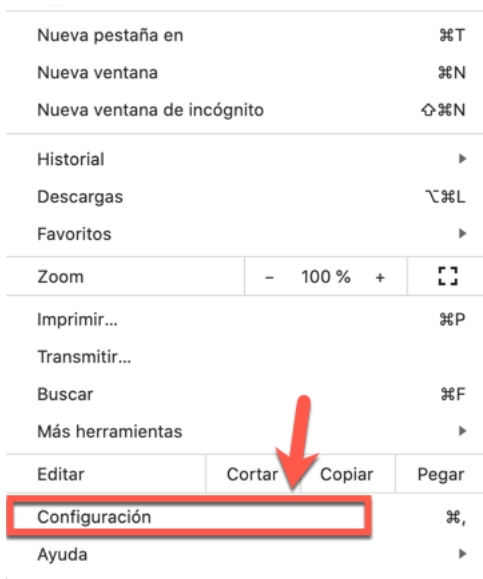 Nueva pestaña en ⌘T
Nueva ventana ⌘N
Nueva ventana de incógnito ⇧⌘N
Historial
Descargas ⌥⌘L
Favoritos
Zoom − 100 % +
Imprimir... ⌘P
Transmitir...
Buscar ⌘F
Más herramientas
Editar Cortar Copiar Pegar
Configuración ⌘,
Ayuda